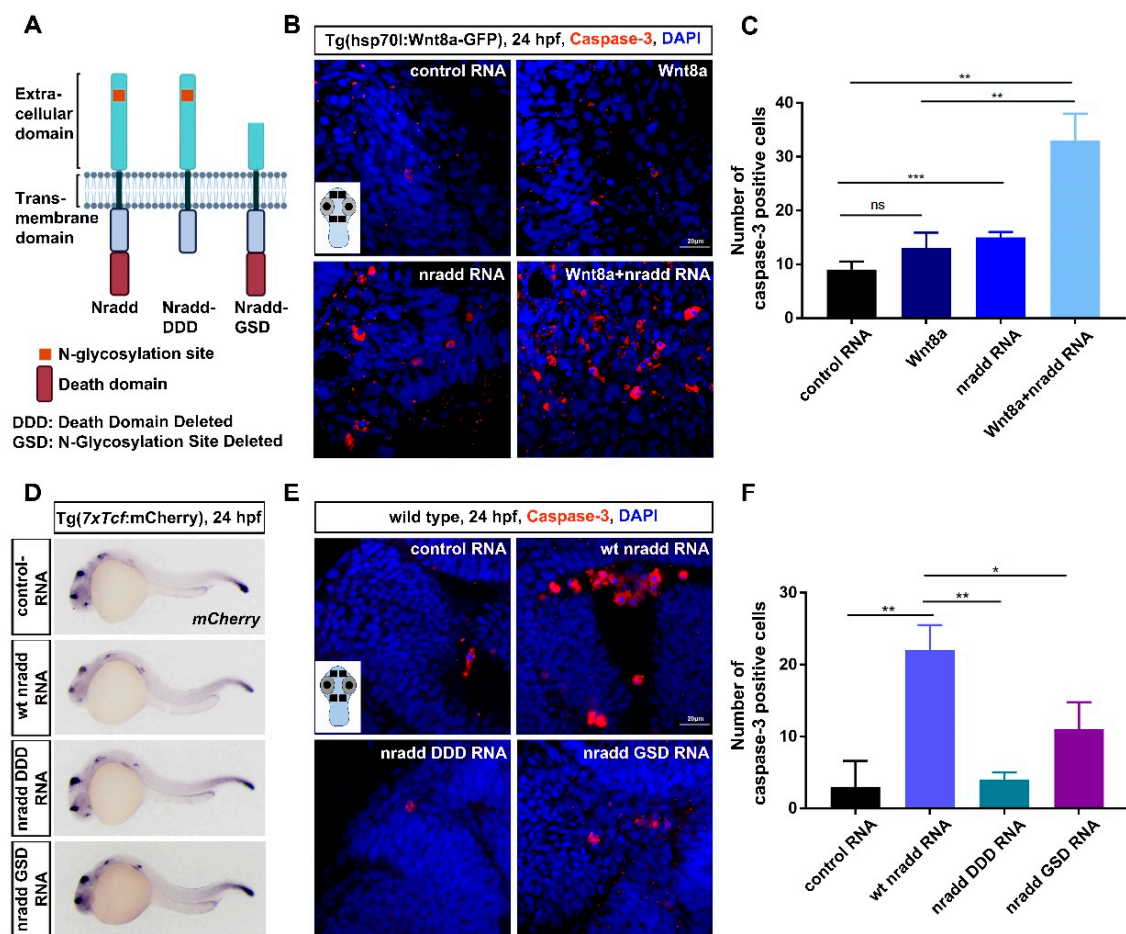 A
Extra-
cellular
domain
Trans-
membrane
domain
Nradd
Nradd-
DDD
Nradd-
GSD
N-glycosylation site
Death domain
DDD: Death Domain Deleted
GSD: N-Glycosylation Site Deleted
B
Tg(hsp70l:Wnt8a-GFP), 24 hpf, Caspase-3, DAPI
control RNA
Wnt8a
20µm
nradd RNA
Wnt8a+nradd RNA
C
Number of
caspase-3 positive cells
40
30
20
10
0
**
**
***
ns
control RNA
Wnt8a
nradd RNA
Wnt8a+nradd RNA
D
Tg(7xTcf:mCherry), 24 hpf
control-
RNA
mCherry
wt nradd
RNA
nradd DDD
RNA
nradd GSD
RNA
E
wild type, 24 hpf, Caspase-3, DAPI
control RNA
wt nradd RNA
20µm
nradd DDD RNA
nradd GSD RNA
F
Number of
caspase-3 positive cells
30
20
10
0
*
**
**
control RNA
wt nradd RNA
nradd DDD RNA
nradd GSD RNA